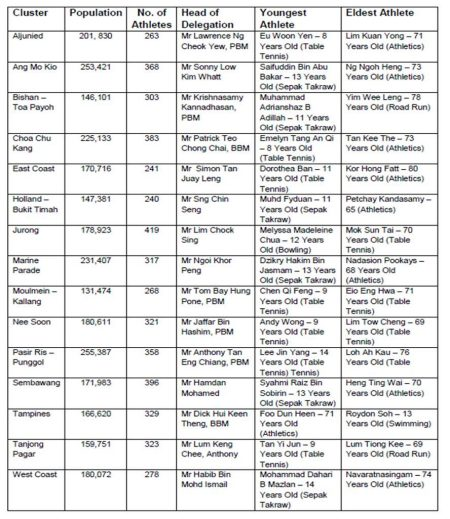 Cluster Population No. of Athletes Head of Delegation Youngest Athlete Eldest Athlete
Aljunied 201, 830 263 Mr Lawrence Ng Cheok Yew, PBM Eu Woon Yen – 8 Years Old (Table Tennis) Lim Kuan Yong – 71 Years Old (Athletics)
Ang Mo Kio 253,421 368 Mr Sonny Low Kim Whatt Saifuddin Bin Abu Bakar – 13 Years Old (Sepak Takraw) Ng Ngoh Heng – 73 Years Old (Athletics)
Bishan – Toa Payoh 146,101 303 Mr Krishnasamy Kannadhasan, PBM Muhammad Adrianshaz B Adillah – 11 Years Old (Sepak Takraw) Yim Wee Leng – 78 Years Old (Road Run)
Choa Chu Kang 225,133 383 Mr Patrick Teo Chong Chai, BBM Emelyn Tang An Qi – 8 Years Old (Table Tennis) Tan Kee The – 73 Years Old (Athletics)
East Coast 170,716 241 Mr Simon Tan Juay Leng Dorothea Ban – 11 Years Old (Table Tennis) Kor Hong Fatt – 80 Years Old (Athletics)
Holland – Bukit Timah 147,381 240 Mr Sng Chin Seng Muhd Fyduan – 11 Years Old (Sepak Takraw) Petchay Kandasamy – 65 (Athletics)
Jurong 178,923 419 Mr Lim Chock Sing Melyssa Madeleine Chua – 12 Years Old (Bowling) Mok Sun Tai – 70 Years Old (Table Tennis)
Marine Parade 231,407 317 Mr Ngoi Khor Peng Dzikry Hakim Bin Jasmam – 13 Years Old (Sepak Takraw) Nadasion Pookays – 68 Years Old (Athletics)
Moulmein – Kallang 131,474 268 Mr Tom Bay Hung Pone, PBM Chen Qi Feng – 9 Years Old (Table Tennis) Eio Eng Hwa – 71 Years Old (Table Tennis)
Nee Soon 180,611 321 Mr Jaffar Bin Hashim, PBM Andy Wong – 9 Years Old (Table Tennis) Lim Tow Cheng – 69 Years Old (Table Tennis)
Pasir Ris – Punggol 255,387 358 Mr Anthony Tan Eng Chiang, PBM Lee Jin Yang – 14 Years Old (Table Tennis) Loh Ah Kau – 76 Years Old (Table Tennis)
Sembawang 171,983 396 Mr Hamdan Mohamed Syahmi Raiz Bin Sobirin – 13 Years Old (Sepak Takraw) Heng Ting Wai – 70 Years Old (Athletics)
Tampines 166,620 329 Mr Dick Hui Keen Theng, BBM Foo Dun Heen – 71 Years Old (Athletics) Roydon Soh – 13 Years Old (Swimming)
Tanjong Pagar 159,751 323 Mr Lum Keng Chee, Anthony Tan Yi Jun – 9 Years Old (Table Tennis) Lum Tiong Kee – 69 Years Old (Road Run)
West Coast 180,072 278 Mr Habib Bin Mohd Ismail Mohammad Dahari B Mazlan – 14 Years Old (Sepak Takraw) Navaratnasingam – 74 Years Old (Athletics)